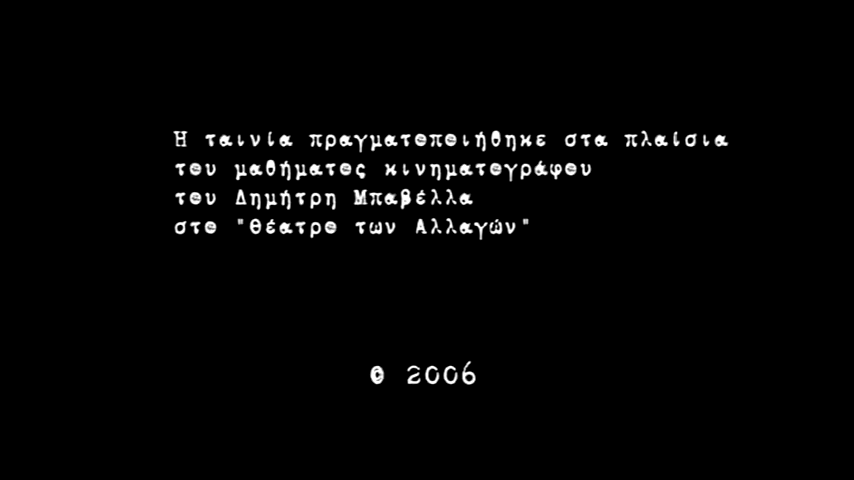 Η ταινία πραγματοποιήθηκε στα πλαίσια
του μαθήματος κινηματογράφου
του Δημήτρη Μπαβέλλα
στο "Θέατρο των Αλλαγών"
© 2006